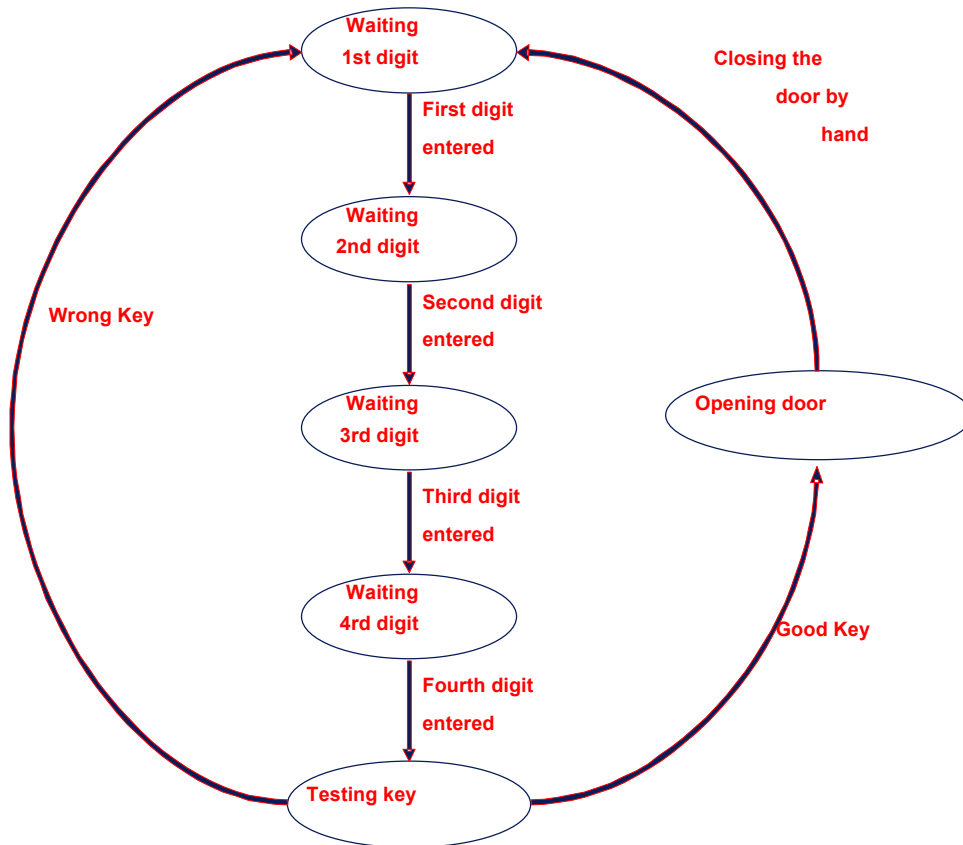 Waiting
1st digit
Closing the
door by
hand
First digit
entered
Waiting
2nd digit
Wrong Key
Second digit
entered
Waiting
3rd digit
Opening door
Third digit
entered
Waiting
4rd digit
Good Key
Fourth digit
entered
Testing key